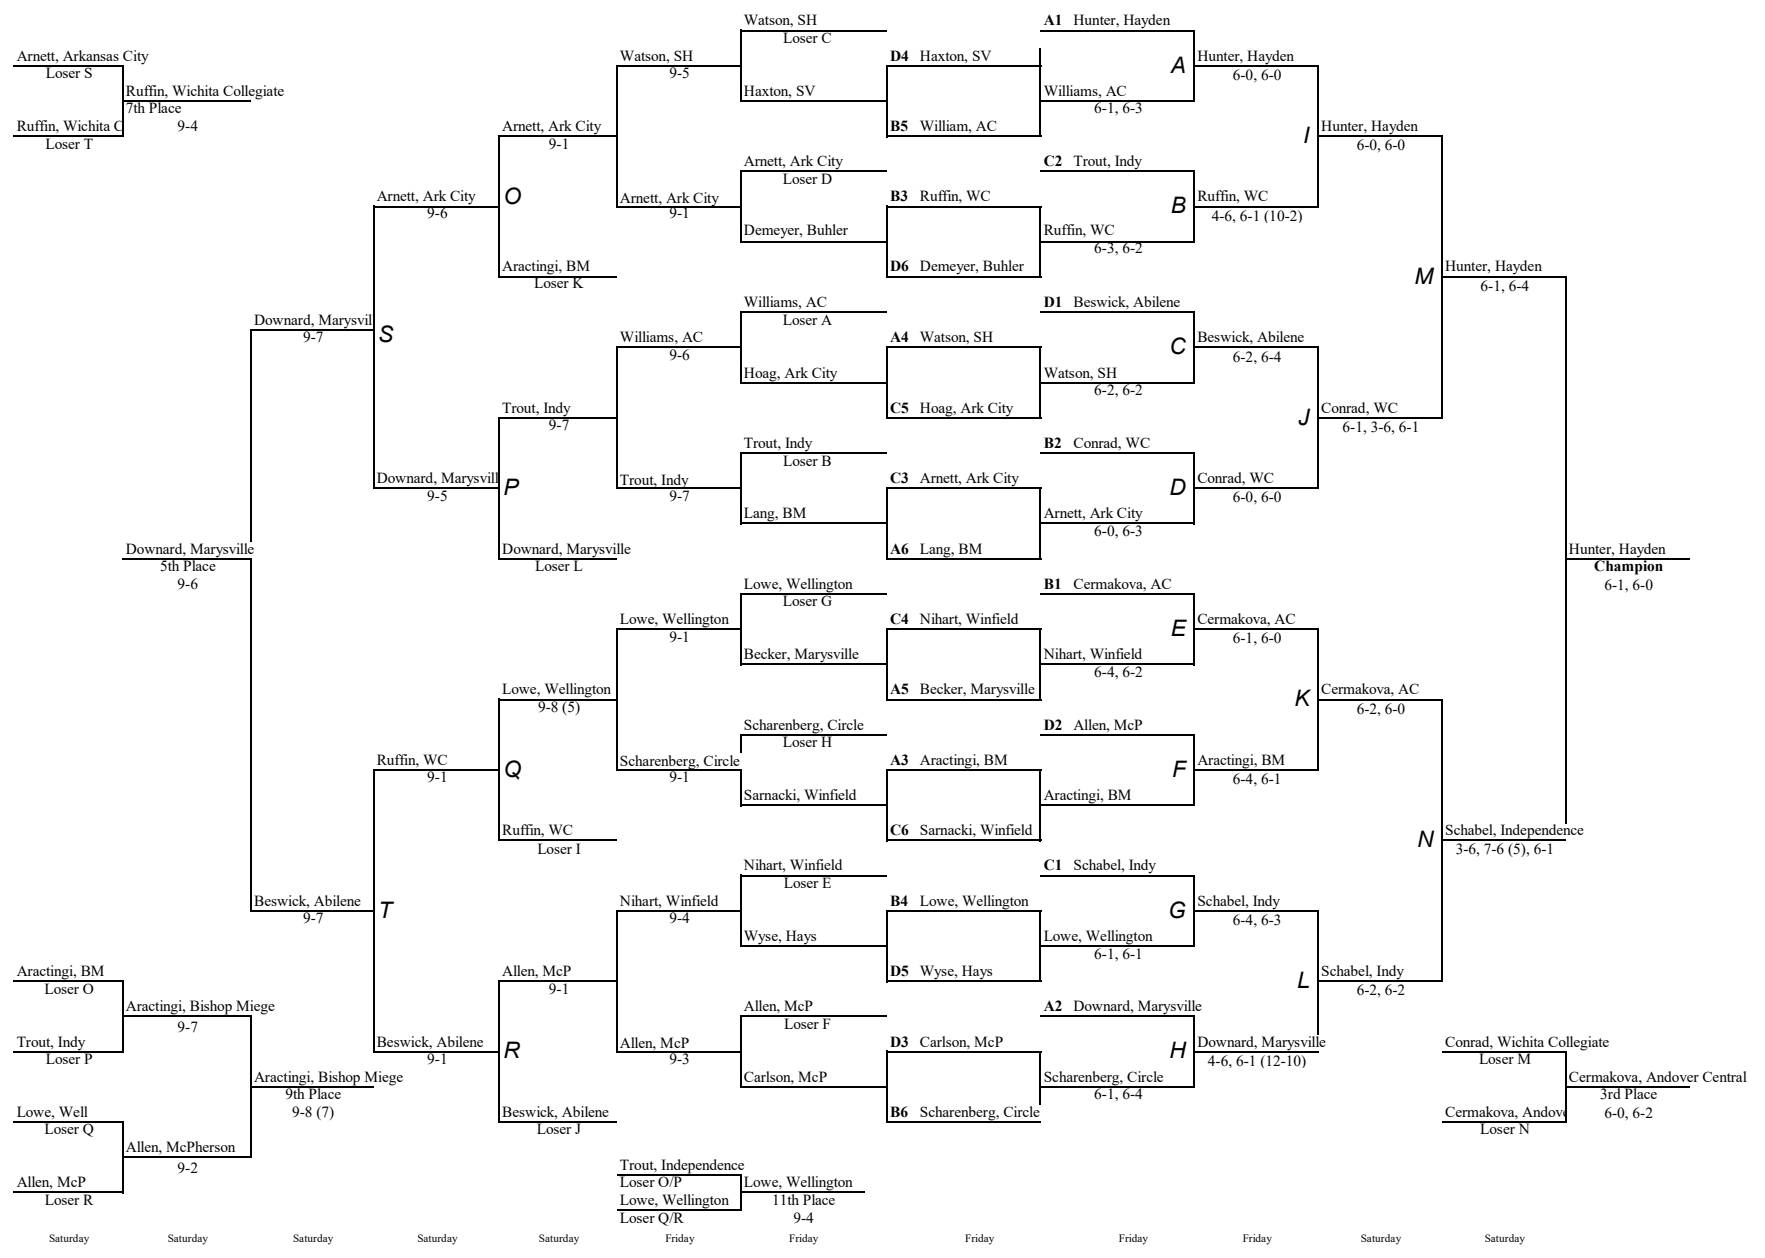 Watson, SH
Loser C
A1 Hunter, Hayden
Arnett, Arkansas City
Loser S
Watson, SH
9-5
D4 Haxton, SV
A
Hunter, Hayden
6-0, 6-0
Ruffin, Wichita Collegiate
7th Place
9-4
Haxton, SV
Williams, AC
6-1, 6-3
Ruffin, Wichita C
Loser T
Arnett, Ark City
9-1
B5 William, AC
I
Hunter, Hayden
6-0, 6-0
Arnett, Ark City
Loser D
C2 Trout, Indy
Arnett, Ark City
9-6
O
Arnett, Ark City
9-1
B3 Ruffin, WC
B
Ruffin, WC
4-6, 6-1 (10-2)
Demeyer, Buhler
Ruffin, WC
6-3, 6-2
Aractingi, BM
Loser K
D6 Demeyer, Buhler
M
Hunter, Hayden
6-1, 6-4
Williams, AC
Loser A
D1 Beswick, Abilene
Downard, Marysvil
9-7
S
Williams, AC
9-6
A4 Watson, SH
C
Beswick, Abilene
6-2, 6-4
Hoag, Ark City
Watson, SH
6-2, 6-2
Trout, Indy
9-7
C5 Hoag, Ark City
J
Conrad, WC
6-1, 3-6, 6-1
Trout, Indy
Loser B
B2 Conrad, WC
Downard, Marysvill
9-5
P
Trout, Indy
9-7
C3 Arnett, Ark City
D
Conrad, WC
6-0, 6-0
Lang, BM
Arnett, Ark City
6-0, 6-3
Downard, Marysville
5th Place
9-6
Downard, Marysville
Loser L
A6 Lang, BM
Hunter, Hayden
Champion
6-1, 6-0
Lowe, Wellington
Loser G
B1 Cermakova, AC
Lowe, Wellington
9-1
C4 Nihart, Winfield
E
Cermakova, AC
6-1, 6-0
Becker, Marysville
Nihart, Winfield
6-4, 6-2
Lowe, Wellington
9-8 (5)
A5 Becker, Marysville
K
Cermakova, AC
6-2, 6-0
Scharenberg, Circle
Loser H
D2 Allen, McP
Ruffin, WC
9-1
Q
Scharenberg, Circle
9-1
A3 Aractingi, BM
F
Aractingi, BM
6-4, 6-1
Sarnacki, Winfield
Aractingi, BM
Ruffin, WC
Loser I
C6 Sarnacki, Winfield
N
Schabel, Independence
3-6, 7-6 (5), 6-1
Nihart, Winfield
Loser E
C1 Schabel, Indy
Beswick, Abilene
9-7
T
Nihart, Winfield
9-4
B4 Lowe, Wellington
G
Schabel, Indy
6-4, 6-3
Wyse, Hays
Lowe, Wellington
6-1, 6-1
Aractingi, BM
Loser O
Allen, McP
9-1
D5 Wyse, Hays
L
Schabel, Indy
6-2, 6-2
Aractingi, Bishop Miege
9-7
Allen, McP
Loser F
A2 Downard, Marysville
Trout, Indy
Loser P
Beswick, Abilene
9-1
R
Allen, McP
9-3
D3 Carlson, McP
H
Downard, Marysville
4-6, 6-1 (12-10)
Conrad, Wichita Collegiate
Loser M
Aractingi, Bishop Miege
9th Place
9-8 (7)
Carlson, McP
Scharenberg, Circle
6-1, 6-4
Cermakova, Andover Central
3rd Place
6-0, 6-2
Lowe, Well
Loser Q
Beswick, Abilene
Loser J
B6 Scharenberg, Circle
Cermakova, Andove
Loser N
Allen, McPherson
9-2
Allen, McP
Loser R
Trout, Independence
Loser O/P
Lowe, Wellington
Loser Q/R
Lowe, Wellington
11th Place
9-4
Saturday Saturday Saturday Saturday Saturday Friday Friday Friday Friday Friday Saturday Saturday